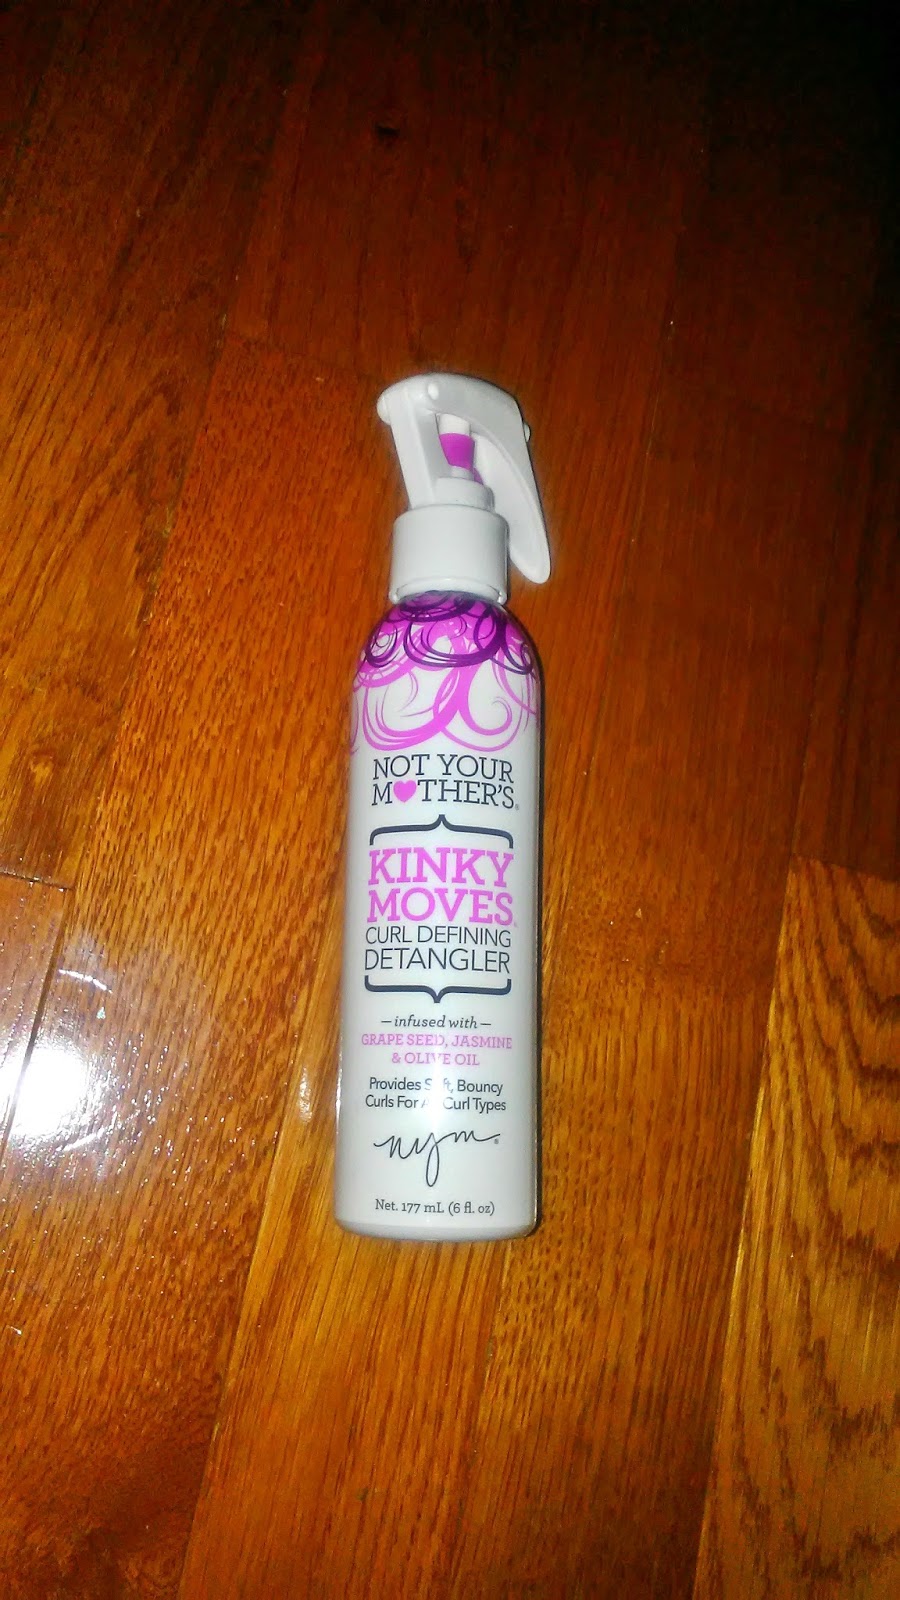 NOT YOUR
MOTHER'S®
KINKY
MOVES
CURL DEFINING
DETANGLER
—infused with—
GRAPE SEED, JASMINE
& OLIVE OIL
Provides Soft, Bouncy
Curls For All Curl Types
nym®
Net. 177 mL (6 fl. oz)